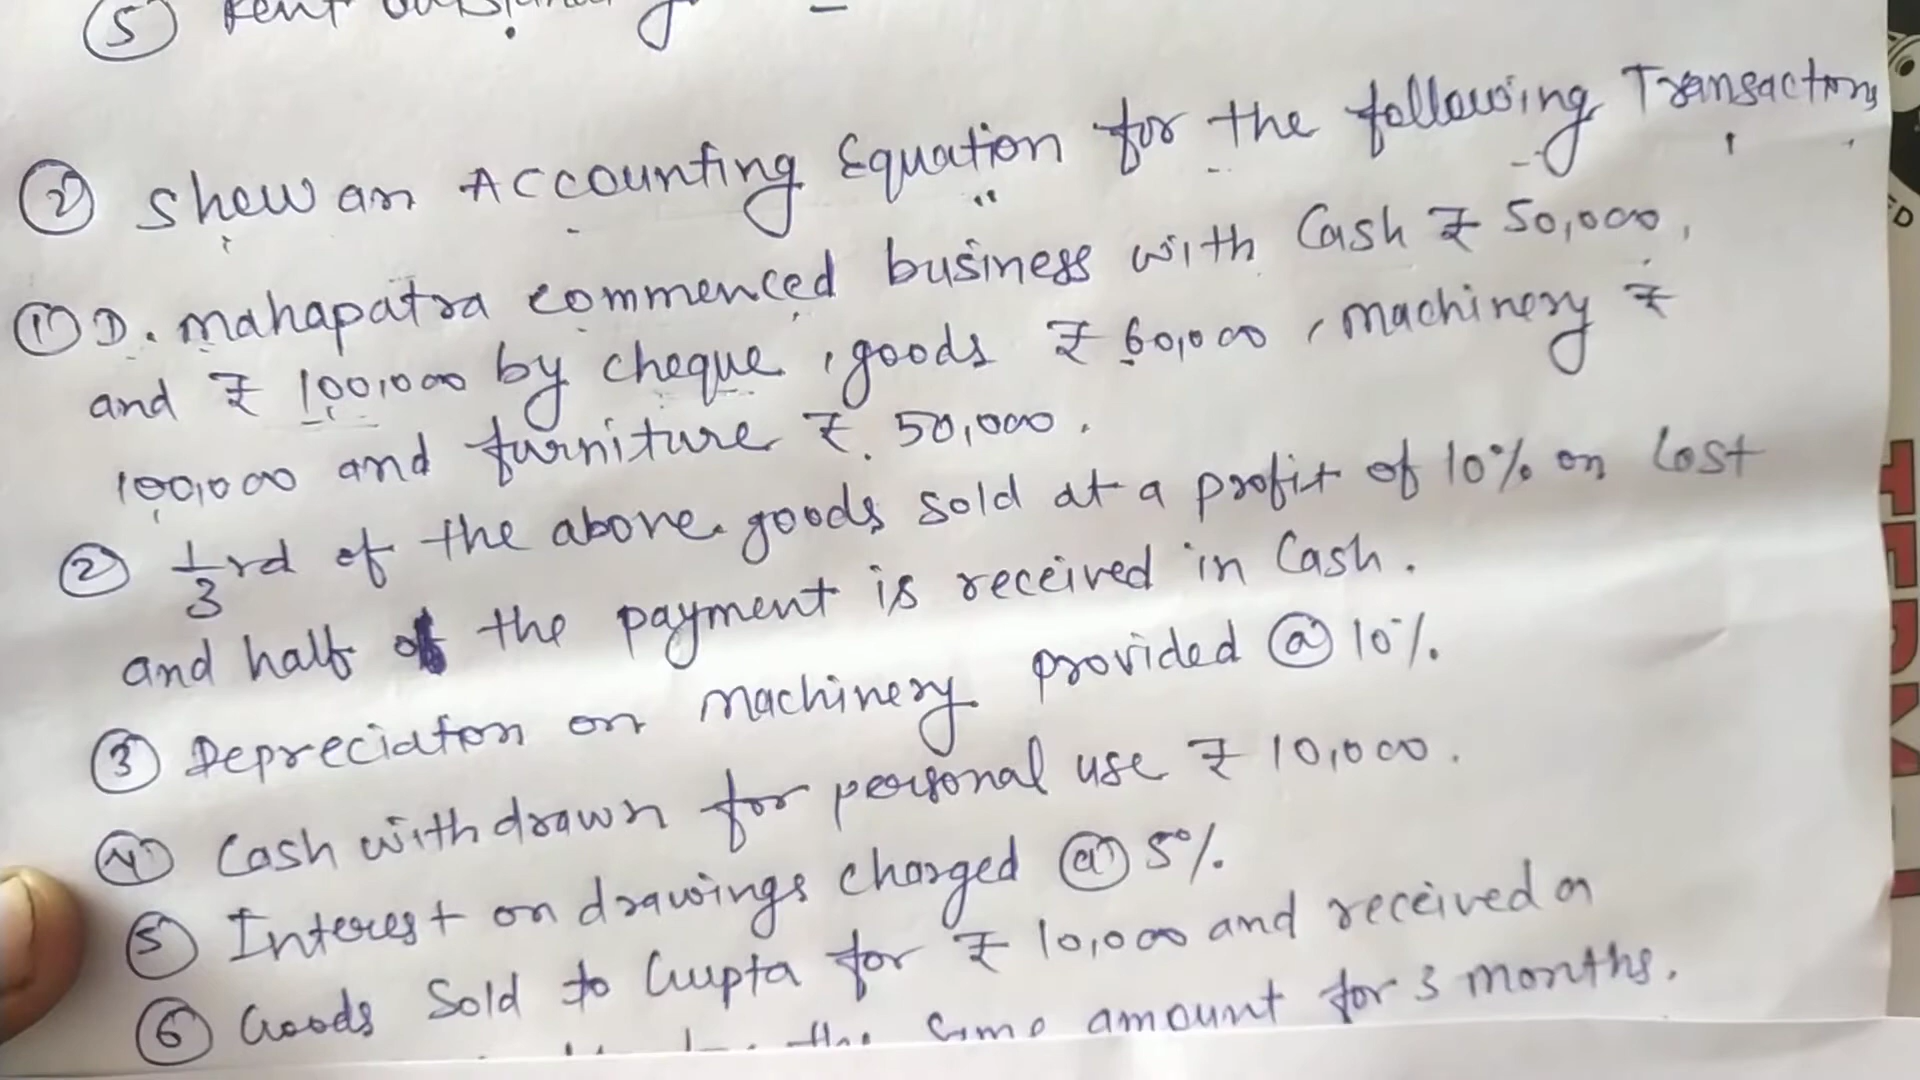 ⑤ Rent
② Show an Accounting Equation for the following Transactions
① D. Mahapatra commenced business with Cash ₹ 50,000,
and ₹ 100,000 by cheque, goods ₹ 60,000, machinery ₹
100,000 and furniture ₹. 50,000.
② 1/3rd of the above goods sold at a profit of 10% on Cost
and half of the payment is received in Cash.
③ Depreciation on Machinery provided @ 10%.
④ Cash withdrawn for personal use ₹ 10,000.
⑤ Interest on drawings charged @ 5%.
⑥ Goods Sold to Gupta for ₹ 10,000 and received a
the same amount for 3 months.
ED